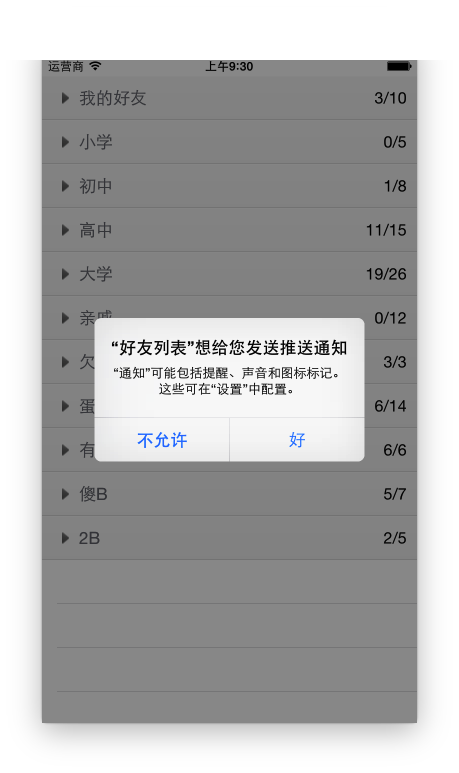 运营商 上午9:30
我的好友 3/10
小学 0/5
初中 1/8
高中 11/15
大学 19/26
亲戚 0/12
“好友列表”想给您发送推送通知
欠 3/3
“通知”可能包括提醒、声音和图标标记。
这些可在“设置”中配置。
蛋 6/14
不允许 好
有 6/6
傻B 5/7
2B 2/5